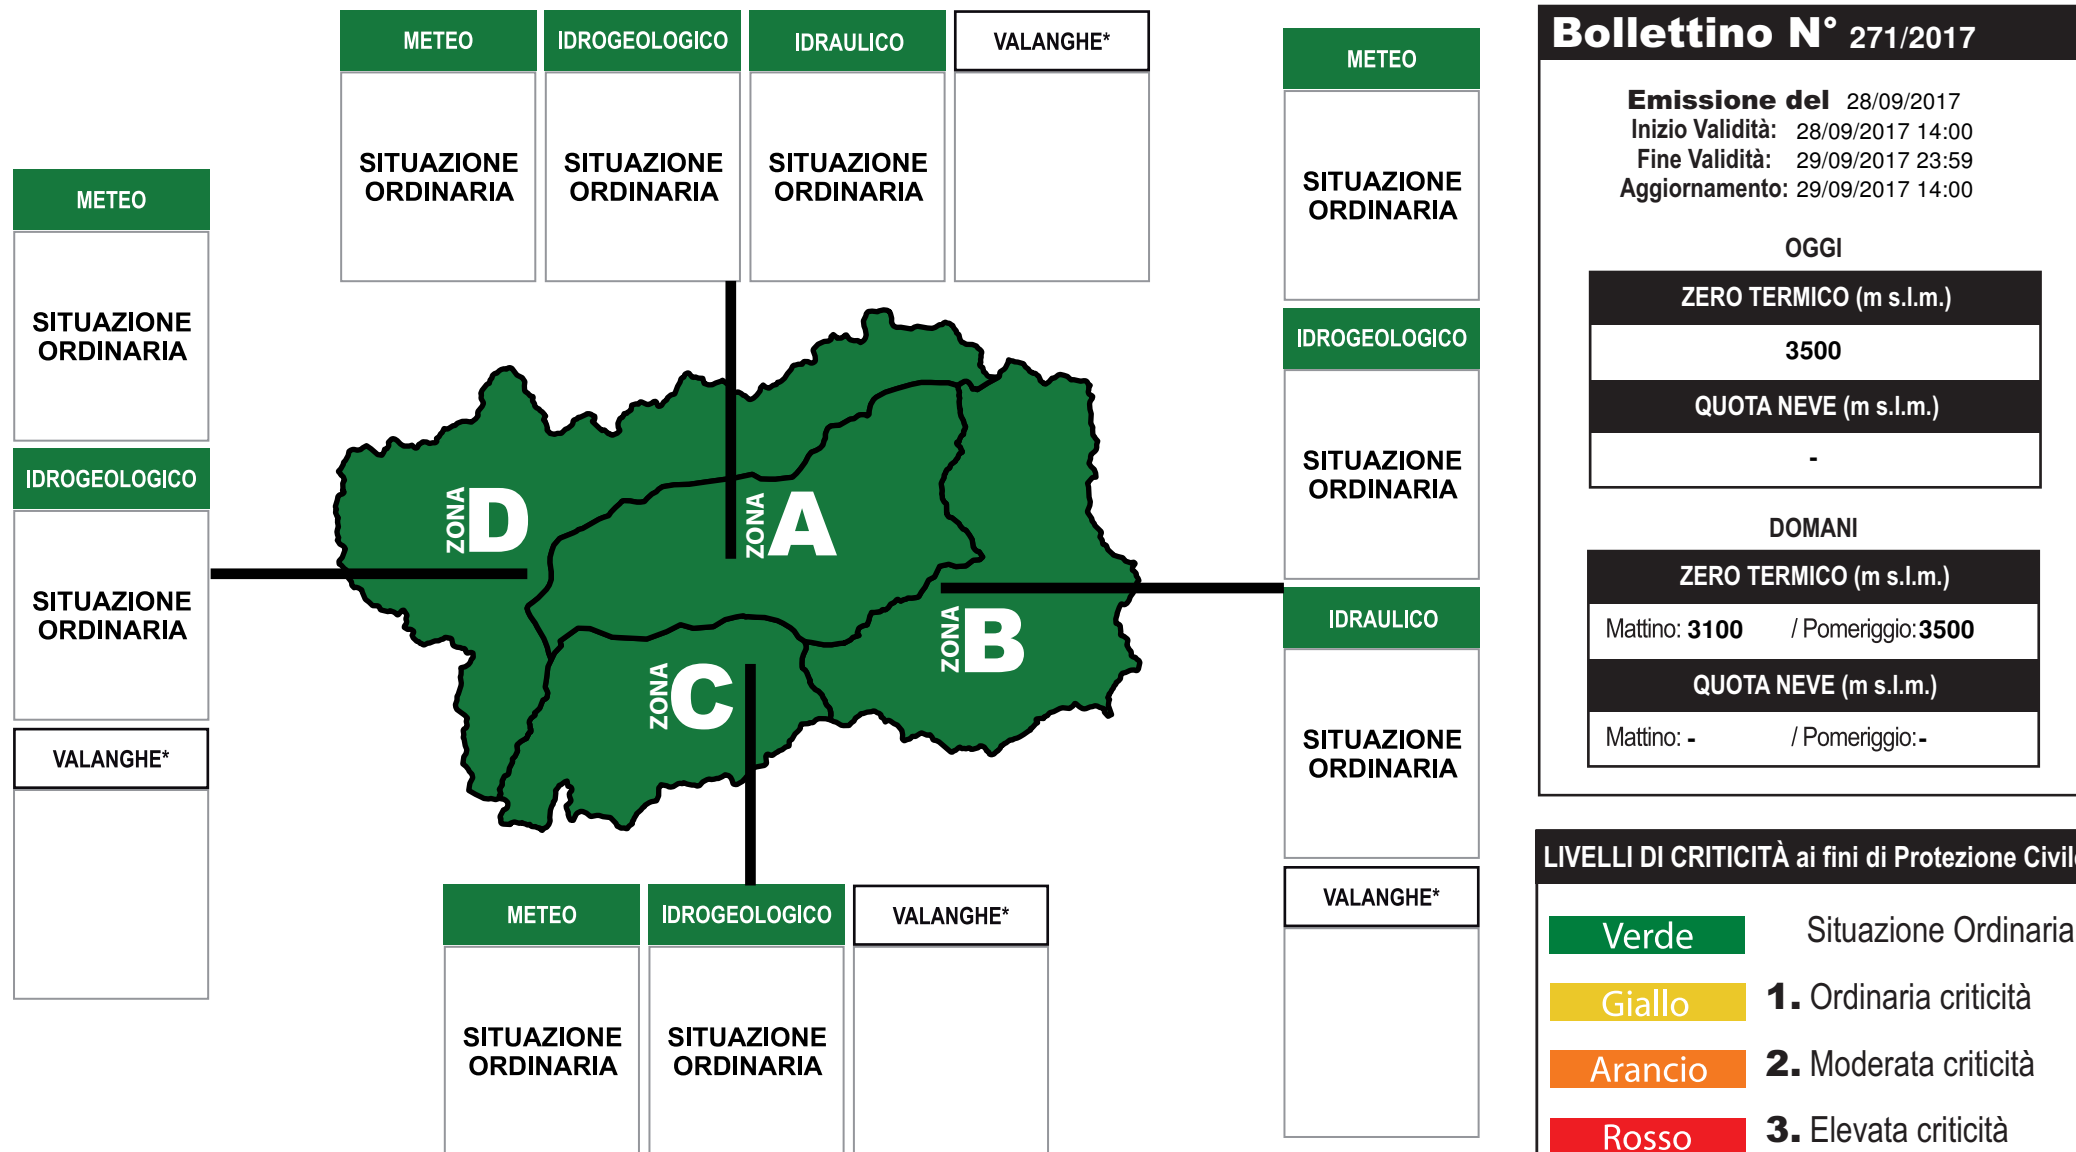 METEO IDROGEOLOGICO IDRAULICO VALANGHE*
SITUAZIONE ORDINARIA SITUAZIONE ORDINARIA SITUAZIONE ORDINARIA
METEO
SITUAZIONE
ORDINARIA
IDROGEOLOGICO
SITUAZIONE
ORDINARIA
VALANGHE*
ZONA D
ZONA A
ZONA B
ZONA C
METEO
SITUAZIONE
ORDINARIA
IDROGEOLOGICO
SITUAZIONE
ORDINARIA
IDRAULICO
SITUAZIONE
ORDINARIA
VALANGHE*
METEO IDROGEOLOGICO VALANGHE*
SITUAZIONE ORDINARIA SITUAZIONE ORDINARIA
Bollettino N° 271/2017
Emissione del 28/09/2017
Inizio Validità: 28/09/2017 14:00
Fine Validità: 29/09/2017 23:59
Aggiornamento: 29/09/2017 14:00
OGGI
ZERO TERMICO (m s.l.m.)
3500
QUOTA NEVE (m s.l.m.)
-
DOMANI
ZERO TERMICO (m s.l.m.)
Mattino: 3100 / Pomeriggio: 3500
QUOTA NEVE (m s.l.m.)
Mattino: - / Pomeriggio: -
LIVELLI DI CRITICITÀ ai fini di Protezione Civil
Verde Situazione Ordinaria
Giallo 1. Ordinaria criticità
Arancio 2. Moderata criticità
Rosso 3. Elevata criticità